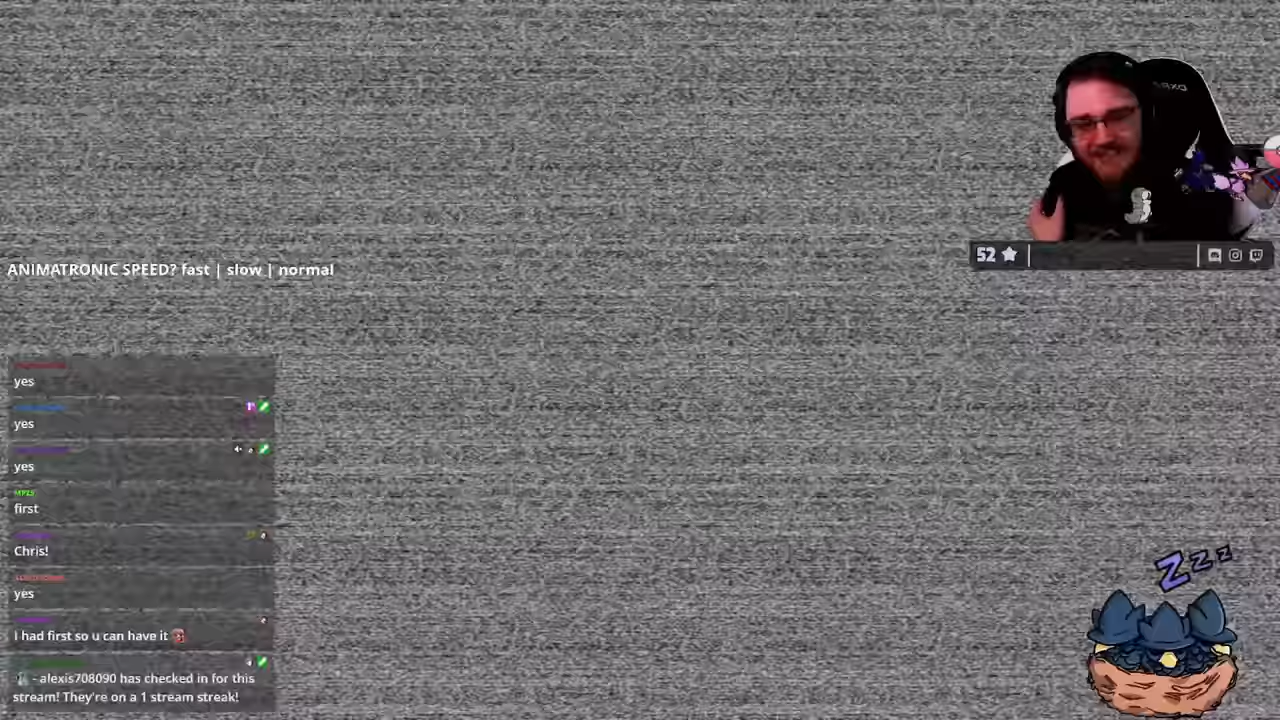 ANIMATRONIC SPEED? fast | slow | normal
52
yes
yes
yes
first
Chris!
yes
I had first so u can have it
- alexis708090 has checked in for this
stream! They're on a 1 stream streak!
Z z z